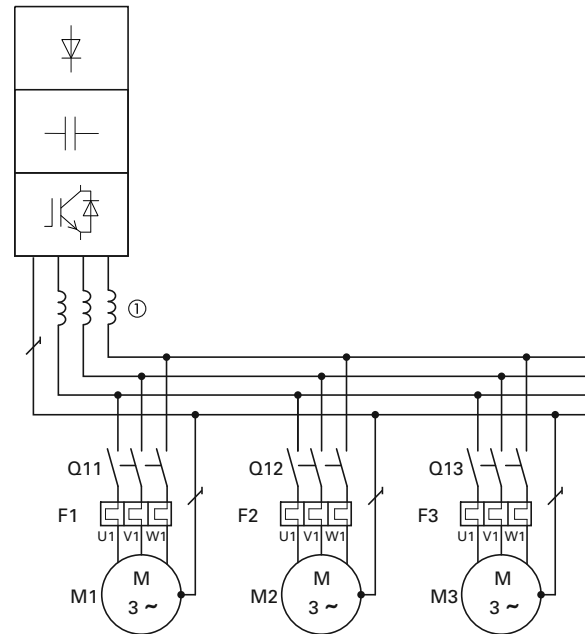 ①
Q11 Q12 Q13
F1 F2 F3
U1 V1 W1 U1 V1 W1 U1 V1 W1
M M M
M1 M2 M3
3 ~ 3 ~ 3 ~